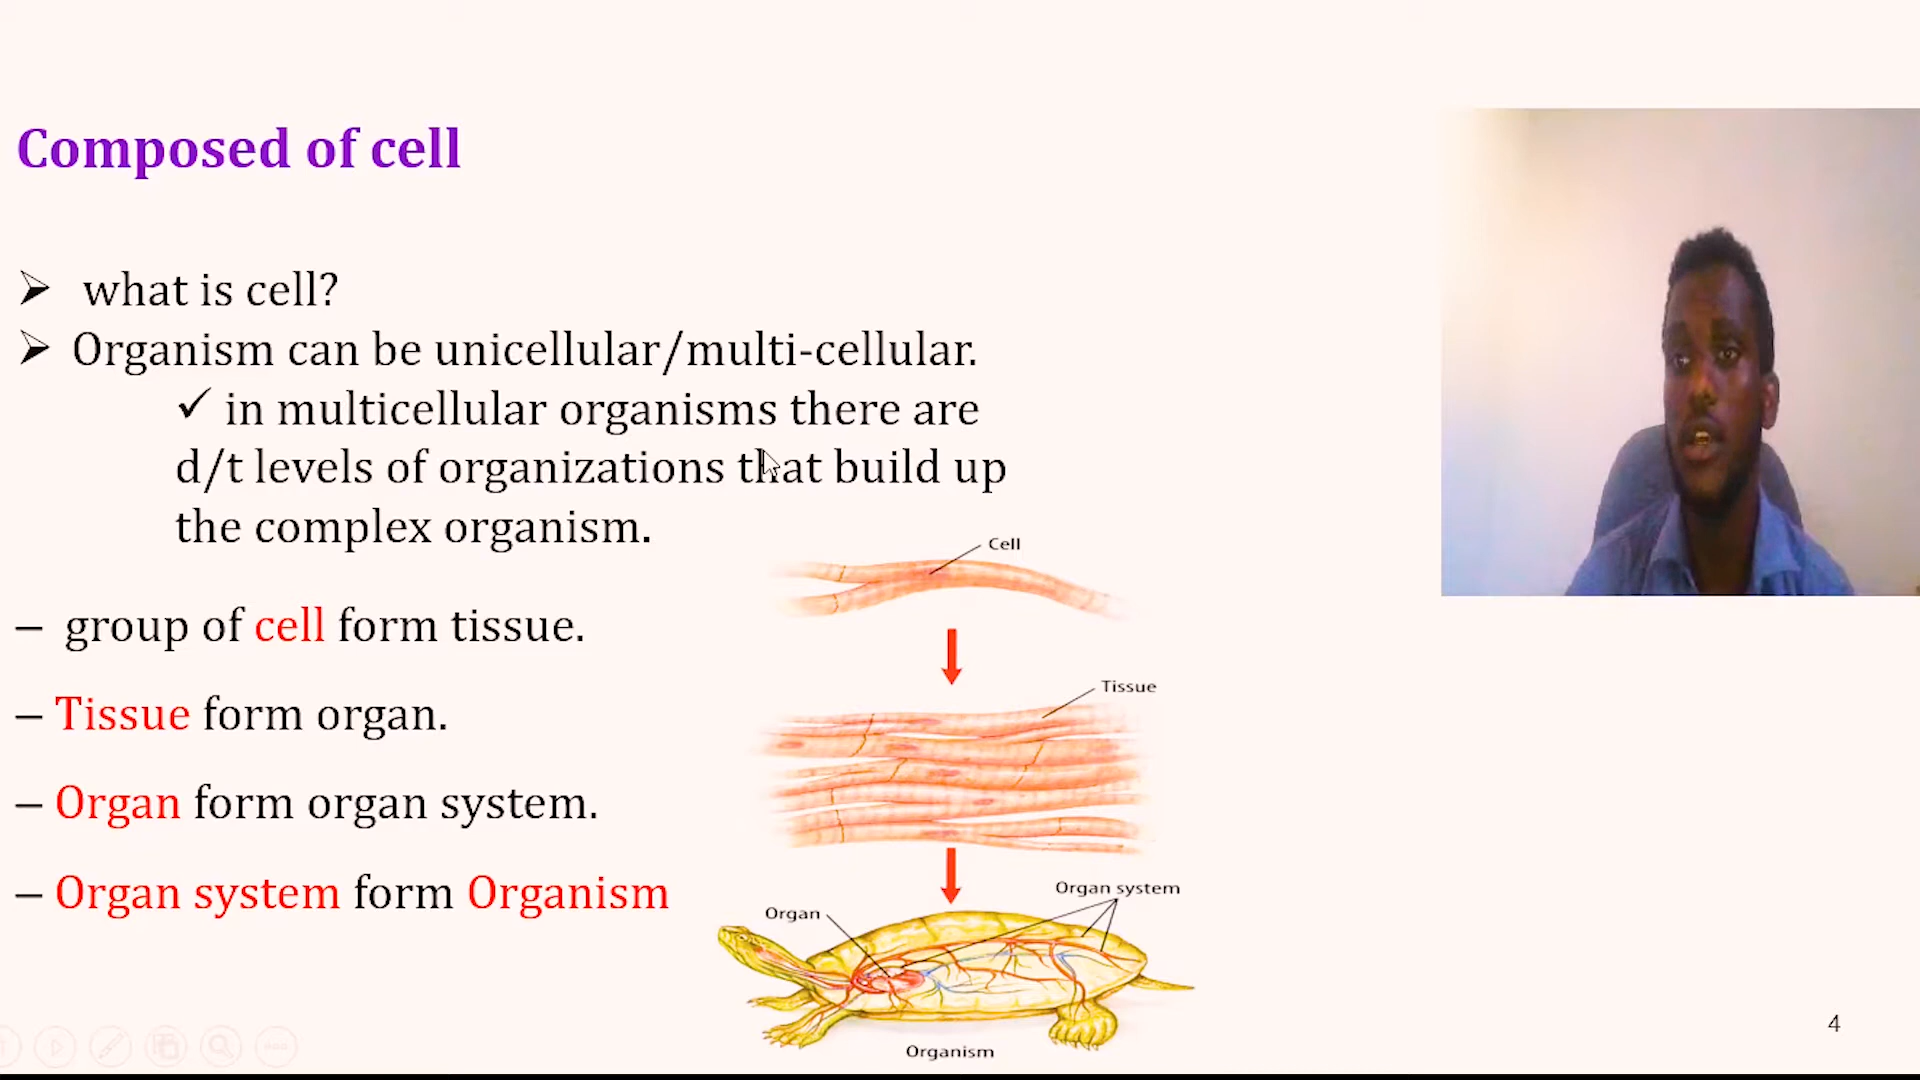 Composed of cell
➢ what is cell?
➢ Organism can be unicellular/multi-cellular.
✓ in multicellular organisms there are
d/t levels of organizations that build up
the complex organism.
– group of cell form tissue.
– Tissue form organ.
– Organ form organ system.
– Organ system form Organism
Cell
Tissue
Organ system
Organ
Organism
4